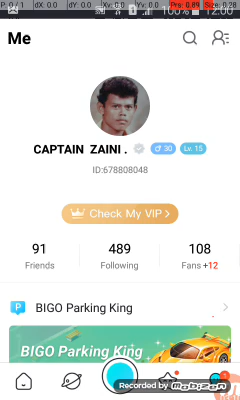 P: 0 / 1 dX: 0.0 dY: 0.0 Xv: 0.0 Yv: 0.0 Prs: 0.89 Size: 0.28
100% 12.00
Me
CAPTAIN ZAINI . 30 Lv. 15
ID:678808048
Check My VIP >
91 489 108
Friends Following Fans +12
P BIGO Parking King
BIGO Parking King
Recorded by Mobizen